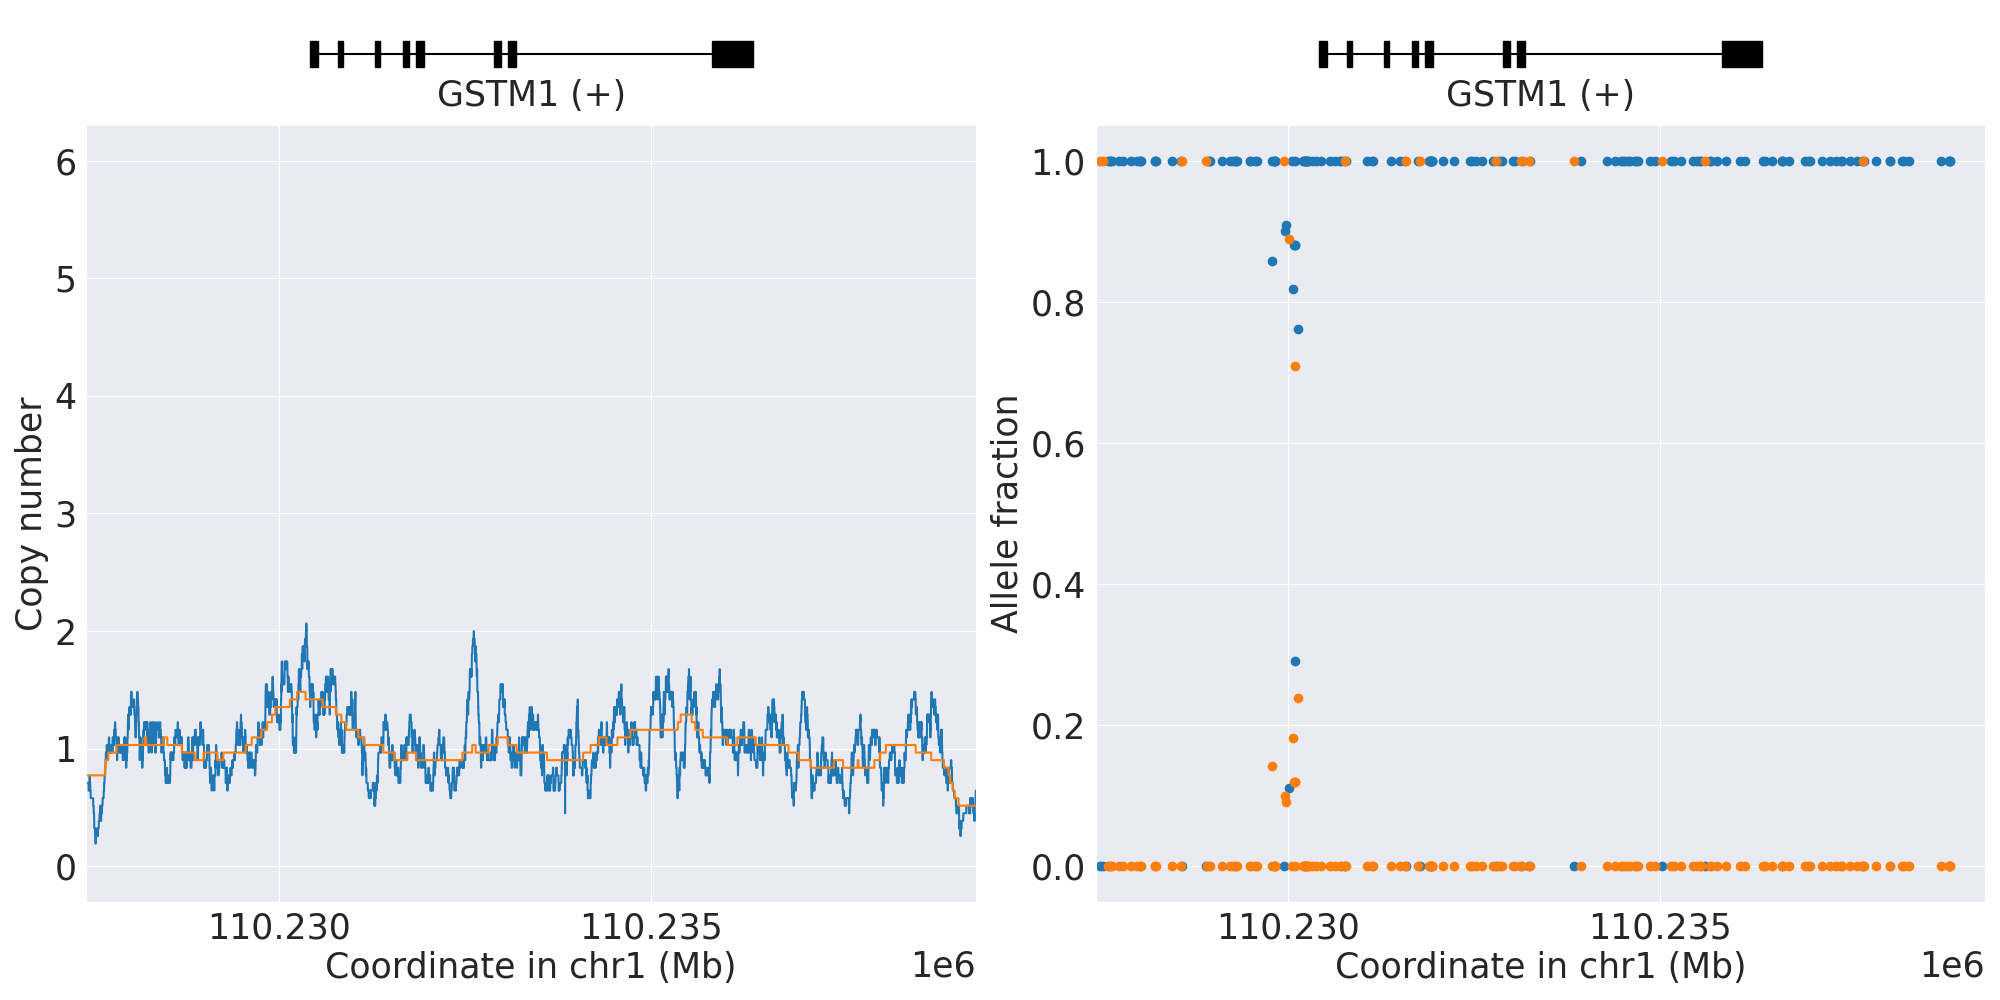 GSTM1 (+)
6
5
4
3
2
1
0
Copy number
110.230
110.235
Coordinate in chr1 (Mb)
1e6
GSTM1 (+)
1.0
0.8
0.6
0.4
0.2
0.0
Allele fraction
110.230
110.235
Coordinate in chr1 (Mb)
1e6